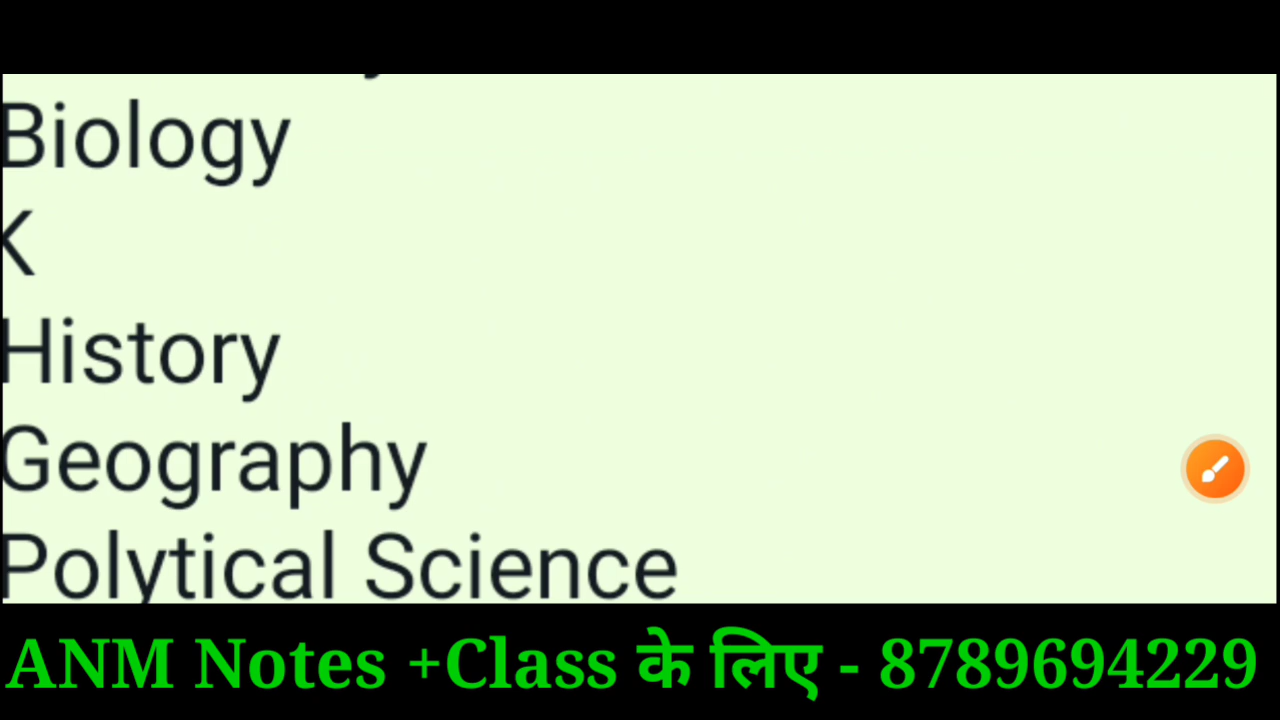 Biology
K
History
Geography
Polytical Science
ANM Notes +Class के लिए - 8789694229